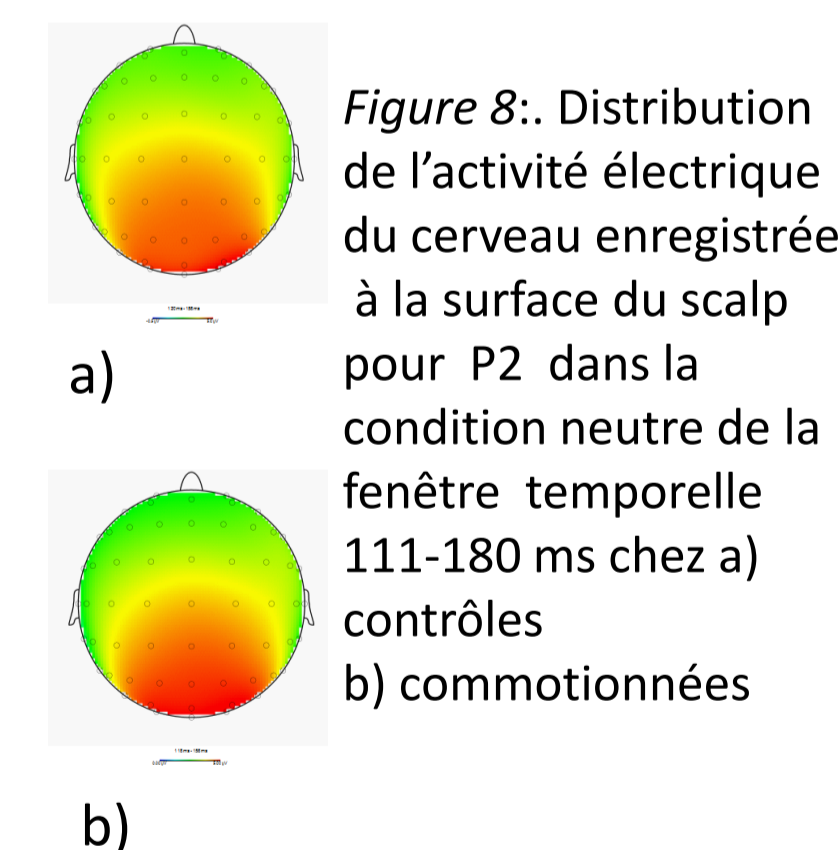 Figure 8:. Distribution
de l’activité électrique
du cerveau enregistrée
à la surface du scalp
pour P2 dans la
condition neutre de la
fenêtre temporelle
111-180 ms chez a)
contrôles
b) commotionnées
a)
b)